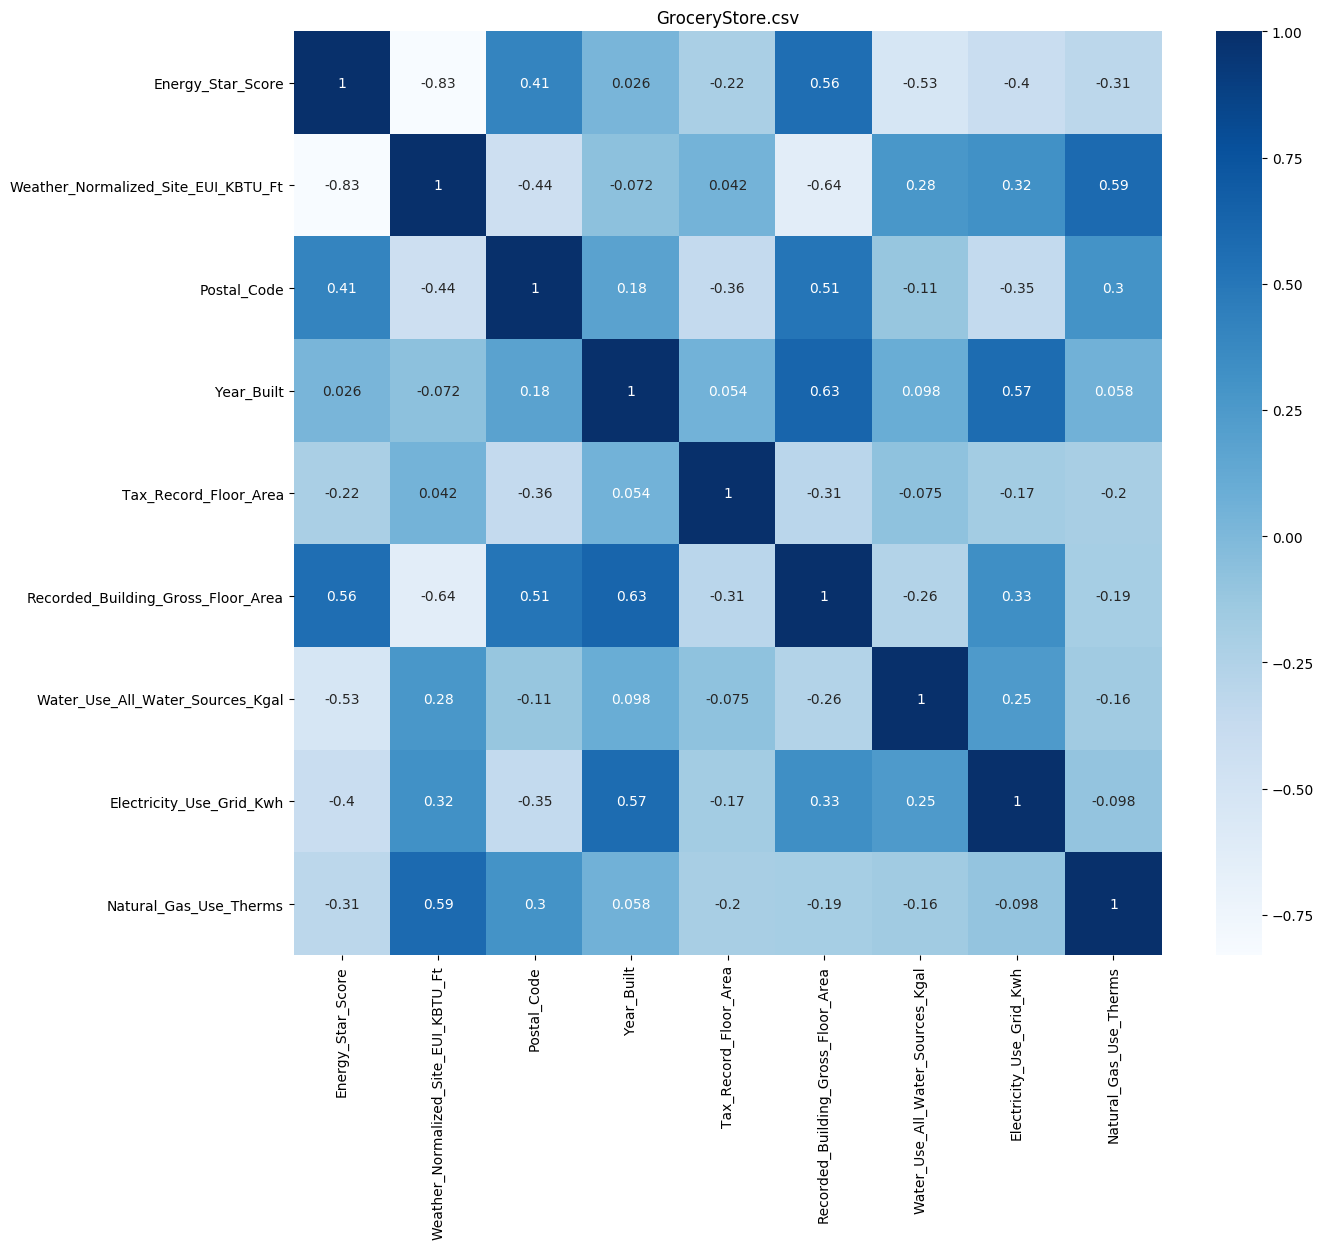 GroceryStore.csv
Energy_Star_Score 1 -0.83 0.41 0.026 -0.22 0.56 -0.53 -0.4 -0.31
Weather_Normalized_Site_EUI_KBTU_Ft -0.83 1 -0.44 -0.072 0.042 -0.64 0.28 0.32 0.59
Postal_Code 0.41 -0.44 1 0.18 -0.36 0.51 -0.11 -0.35 0.3
Year_Built 0.026 -0.072 0.18 1 0.054 0.63 0.098 0.57 0.058
Tax_Record_Floor_Area -0.22 0.042 -0.36 0.054 1 -0.31 -0.075 -0.17 -0.2
Recorded_Building_Gross_Floor_Area 0.56 -0.64 0.51 0.63 -0.31 1 -0.26 0.33 -0.19
Water_Use_All_Water_Sources_Kgal -0.53 0.28 -0.11 0.098 -0.075 -0.26 1 0.25 -0.16
Electricity_Use_Grid_Kwh -0.4 0.32 -0.35 0.57 -0.17 0.33 0.25 1 -0.098
Natural_Gas_Use_Therms -0.31 0.59 0.3 0.058 -0.2 -0.19 -0.16 -0.098 1
Energy_Star_Score
Weather_Normalized_Site_EUI_KBTU_Ft
Postal_Code
Year_Built
Tax_Record_Floor_Area
Recorded_Building_Gross_Floor_Area
Water_Use_All_Water_Sources_Kgal
Electricity_Use_Grid_Kwh
Natural_Gas_Use_Therms
1.00
0.75
0.50
0.25
0.00
−0.25
−0.50
−0.75